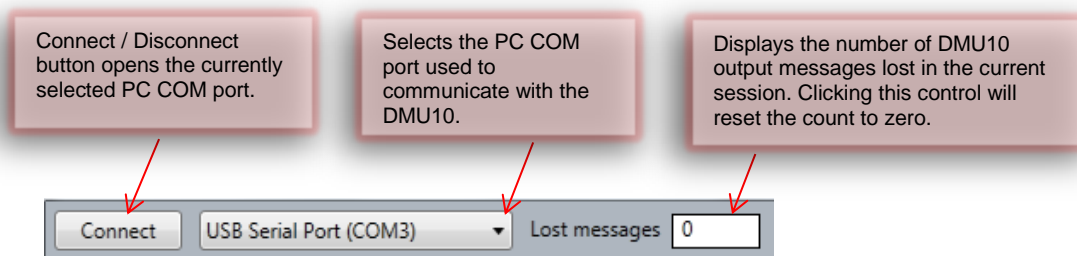 Connect / Disconnect
button opens the currently
selected PC COM port.
Selects the PC COM
port used to
communicate with the
DMU10.
Displays the number of DMU10
output messages lost in the current
session. Clicking this control will
reset the count to zero.
Connect USB Serial Port (COM3) Lost messages 0